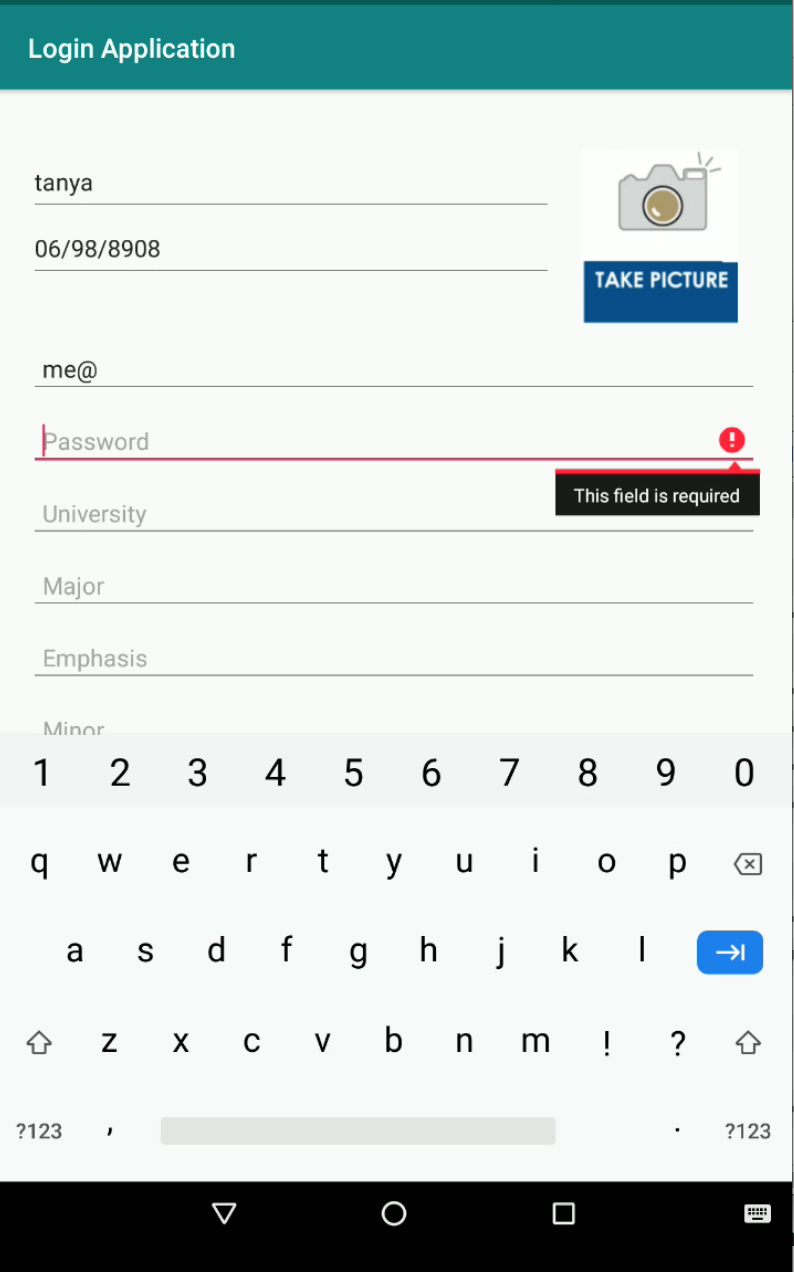 Login Application
tanya
06/98/8908
TAKE PICTURE
me@
Password
This field is required
University
Major
Emphasis
Minor
1 2 3 4 5 6 7 8 9 0
q w e r t y u i o p
a s d f g h j k l
z x c v b n m ! ?
?123 , . ?123